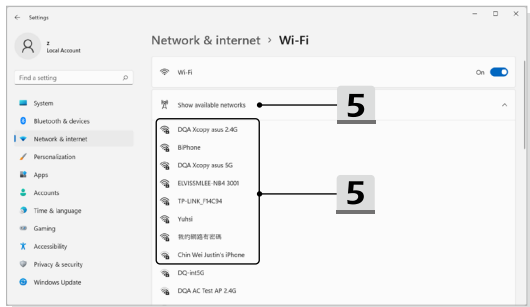 Settings
z
Local Account
Find a setting
System
Bluetooth & devices
Network & internet
Personalization
Apps
Accounts
Time & language
Gaming
Accessibility
Privacy & security
Windows Update
Network & internet > Wi-Fi
Wi-Fi
On
Show available networks
5
DQA Xcopy asus 2.4G
BiPhone
DQA Xcopy asus 5G
ELVISSMLEE-NB4 3001
TP-LINK_F14C94
5
Yuhsi
我的網路有密碼
Chin Wei Justin's iPhone
DQ-int5G
DQA AC Test AP 2.4G